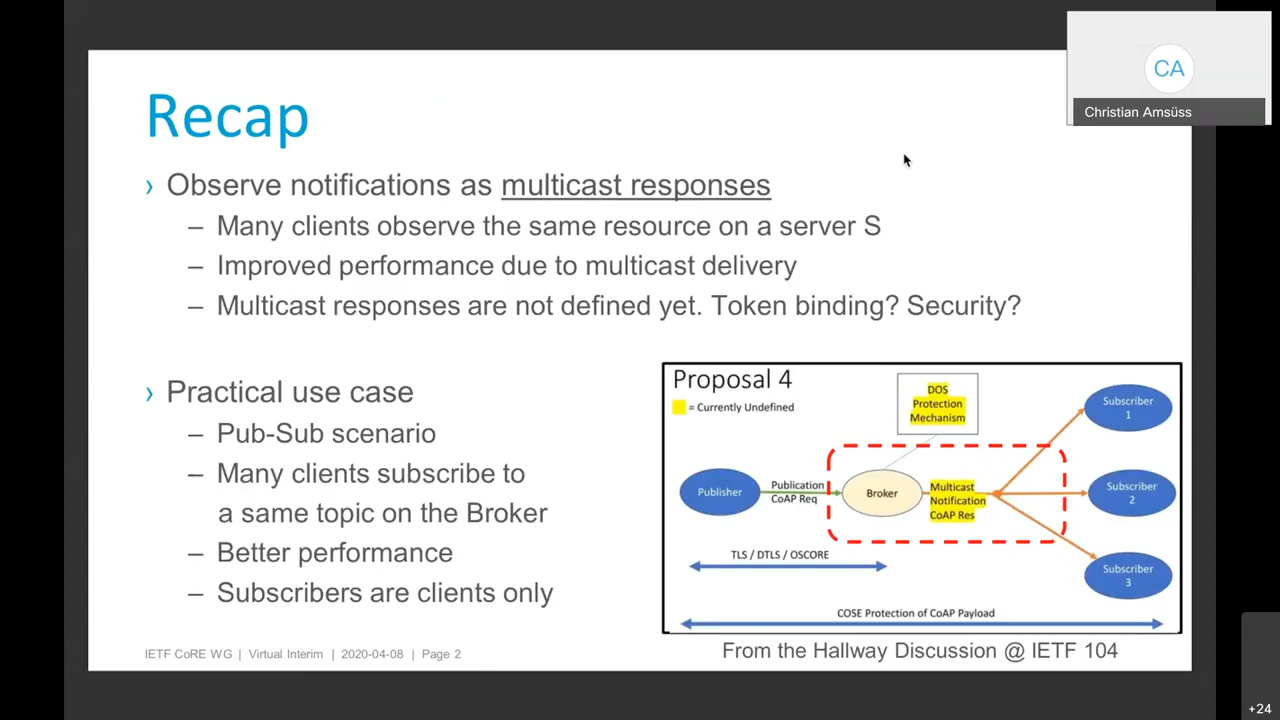 CA
Christian Amsüss
Recap
› Observe notifications as multicast responses
– Many clients observe the same resource on a server S
– Improved performance due to multicast delivery
– Multicast responses are not defined yet. Token binding? Security?
› Practical use case
– Pub-Sub scenario
– Many clients subscribe to
a same topic on the Broker
– Better performance
– Subscribers are clients only
Proposal 4
= Currently Undefined
DOS
Protection
Mechanism
Publisher
Publication
CoAP Req
Broker
Multicast
Notification
CoAP Res
Subscriber
1
Subscriber
2
Subscriber
3
TLS / DTLS / OSCORE
COSE Protection of CoAP Payload
From the Hallway Discussion @ IETF 104
IETF CoRE WG | Virtual Interim | 2020-04-08 | Page 2
+24